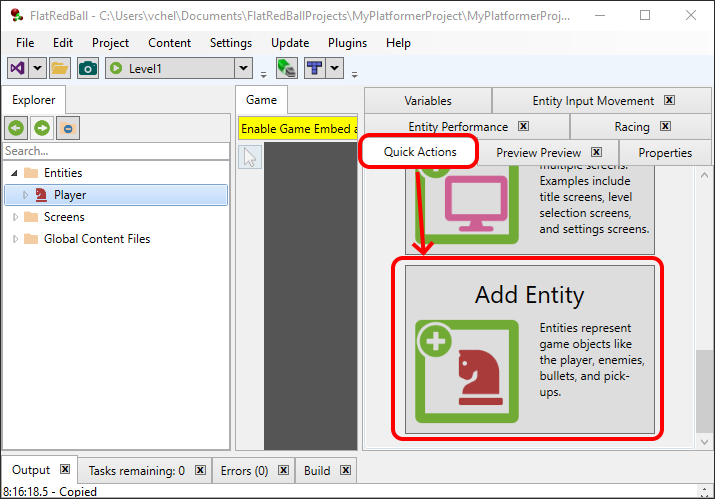 FlatRedBall - C:\Users\vchel\Documents\FlatRedBallProjects\MyPlatformerProject\MyPlatformerProj...
File Edit Project Content Settings Update Plugins Help
Level1
Explorer
Search...
Entities
Player
Screens
Global Content Files
Game
Enable Game Embed a
Variables Entity Input Movement
Entity Performance Racing
Quick Actions Preview Preview Properties
multiple screens.
Examples include
title screens, level
selection screens,
and settings screens.
Add Entity
Entities represent
game objects like
the player, enemies,
bullets, and pick-
ups.
Output Tasks remaining: 0 Errors (0) Build
8:16:18.5 - Copied